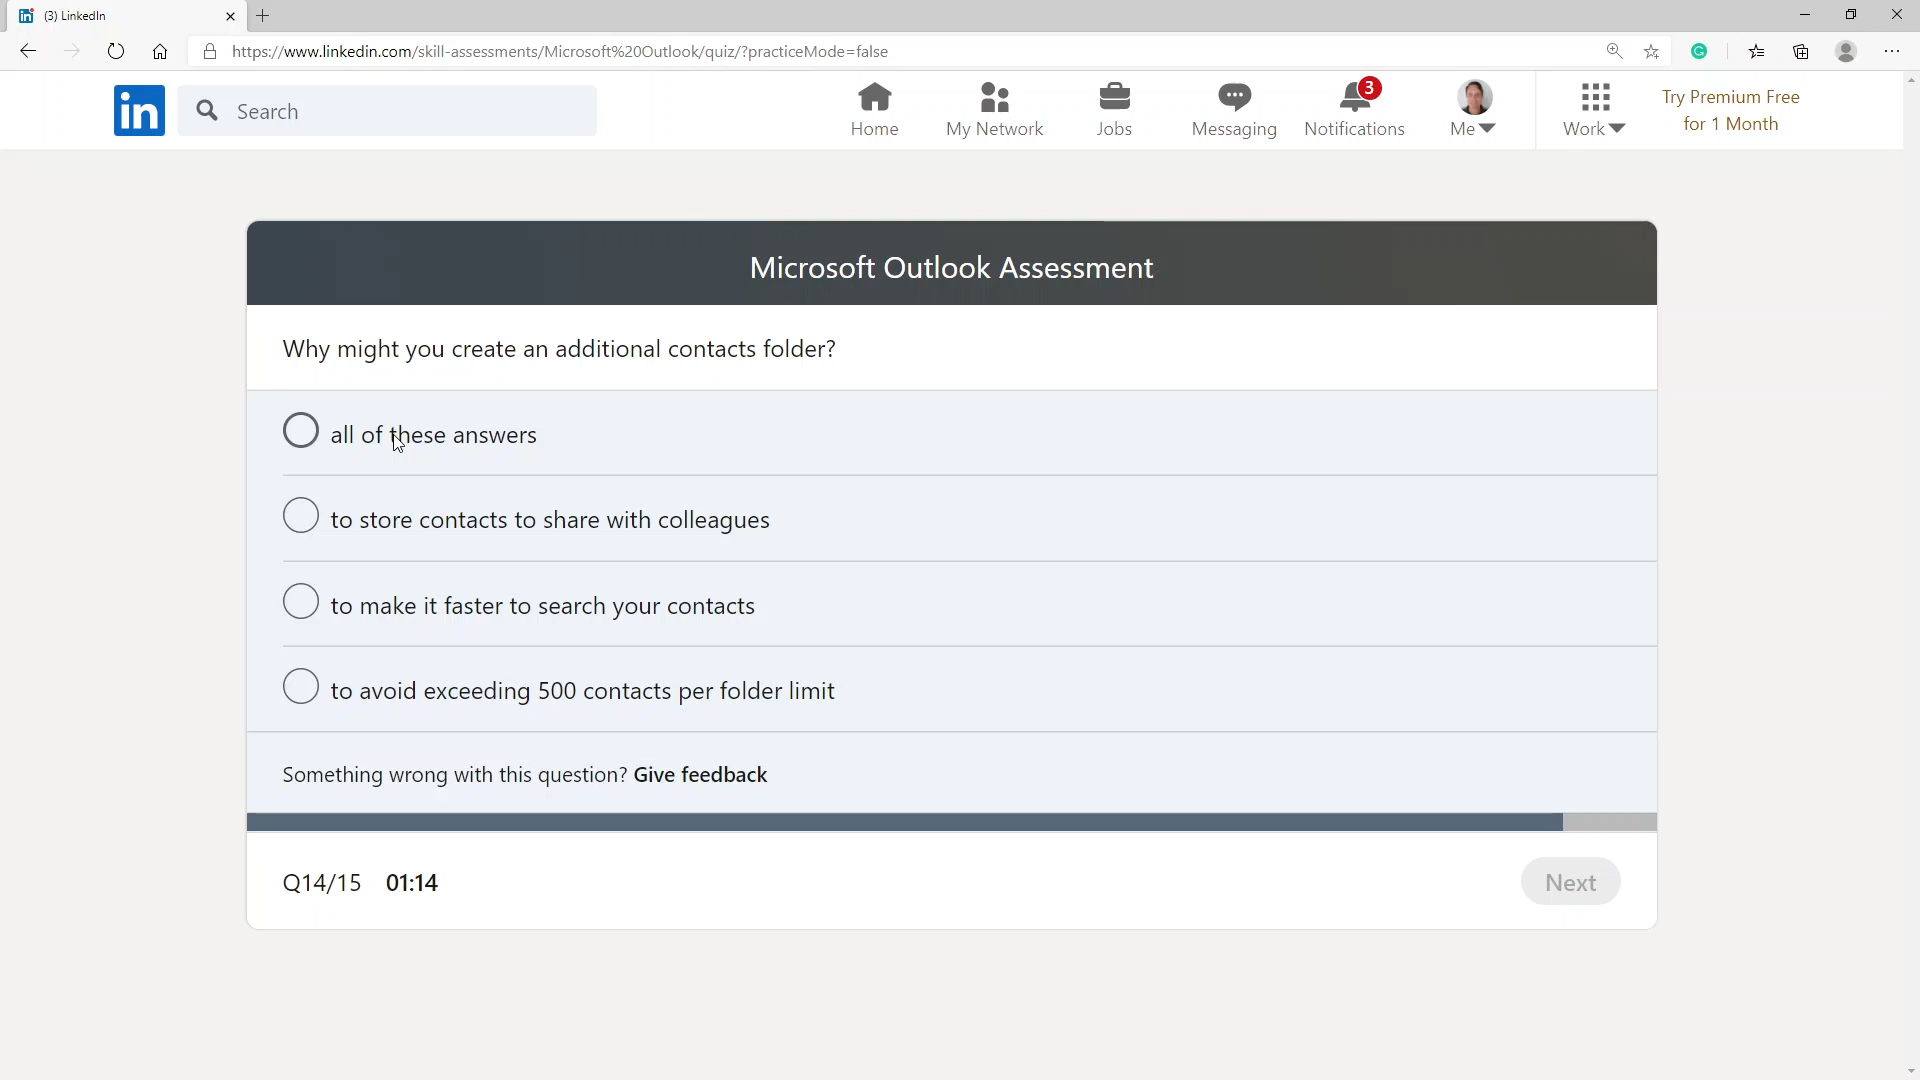 (3) LinkedIn
https://www.linkedin.com/skill-assessments/Microsoft%20Outlook/quiz/?practiceMode=false
in
Search
Home
My Network
Jobs
Messaging
3
Notifications
Me
Work
Try Premium Free
for 1 Month
Microsoft Outlook Assessment
Why might you create an additional contacts folder?
all of these answers
to store contacts to share with colleagues
to make it faster to search your contacts
to avoid exceeding 500 contacts per folder limit
Something wrong with this question? Give feedback
Q14/15 01:14
Next